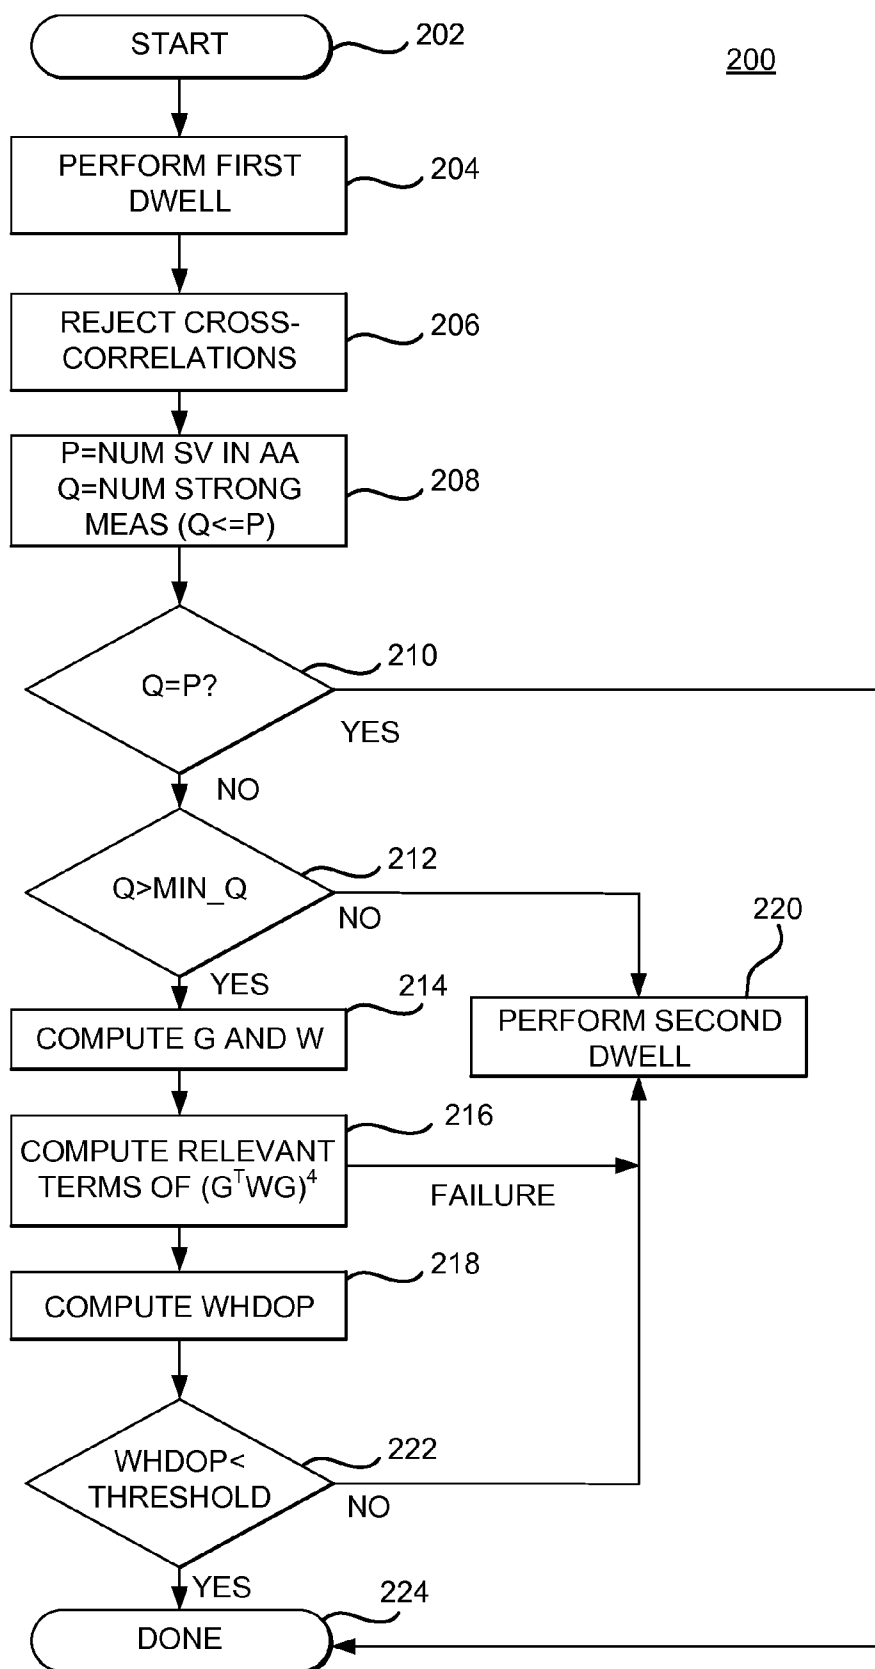 START
202
200
PERFORM FIRST
DWELL
204
REJECT CROSS-
CORRELATIONS
206
P=NUM SV IN AA
Q=NUM STRONG
MEAS (Q<=P)
208
Q=P?
210
YES
NO
Q>MIN_Q
212
NO
YES
220
PERFORM SECOND
DWELL
COMPUTE G AND W
214
COMPUTE RELEVANT
TERMS OF (GᵀWG)⁴
216
FAILURE
COMPUTE WHDOP
218
WHDOP<
THRESHOLD
222
NO
YES
DONE
224